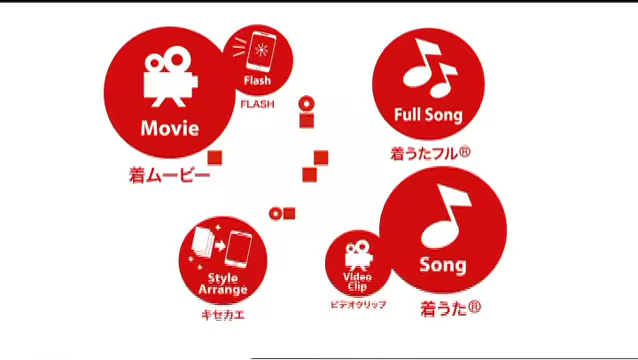 Flash
FLASH
Movie
着ムービー
Full Song
着うたフル®
Style
Arrange
キセカエ
Video
Clip
ビデオクリップ
Song
着うた®